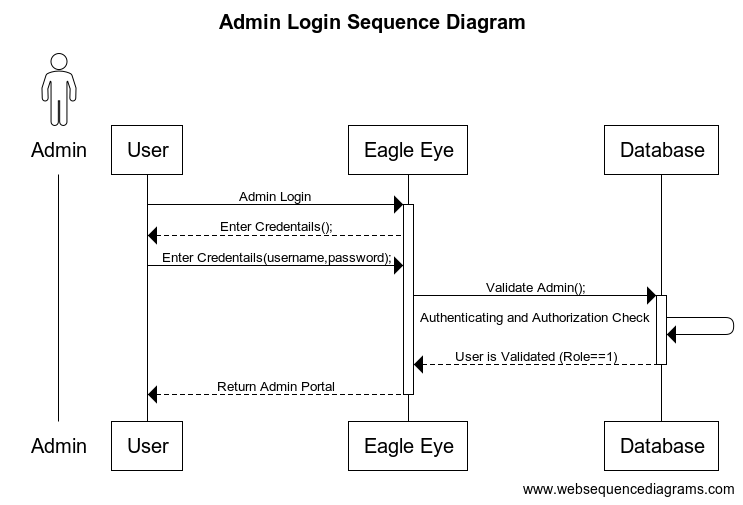 Admin Login Sequence Diagram
Admin
User
Eagle Eye
Database
Admin Login
Enter Credentails();
Enter Credentails(username,password);
Validate Admin();
Authenticating and Authorization Check
User is Validated (Role==1)
Return Admin Portal
Admin
User
Eagle Eye
Database
www.websequencediagrams.com